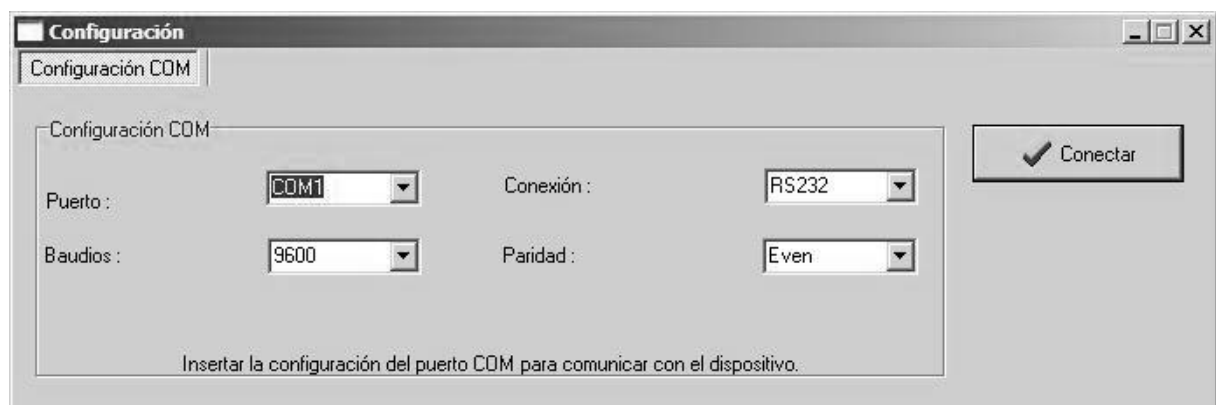 Configuración
Configuración COM
Configuración COM
Puerto :
COM1
Conexión :
RS232
Conectar
Baudios :
9600
Paridad :
Even
Insertar la configuración del puerto COM para comunicar con el dispositivo.